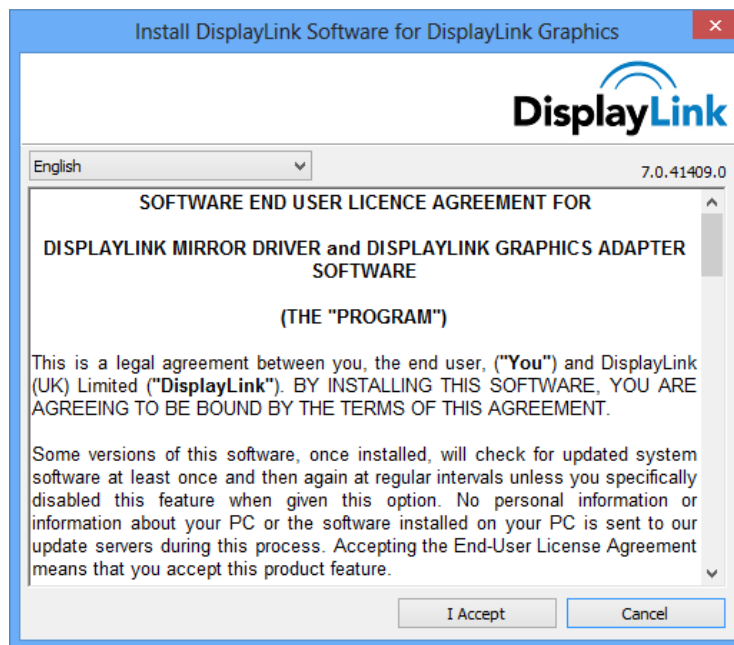 Install DisplayLink Software for DisplayLink Graphics
DisplayLink
English
7.0.41409.0
SOFTWARE END USER LICENCE AGREEMENT FOR
DISPLAYLINK MIRROR DRIVER and DISPLAYLINK GRAPHICS ADAPTER
SOFTWARE
(THE "PROGRAM")
This is a legal agreement between you, the end user, ("You") and DisplayLink
(UK) Limited ("DisplayLink"). BY INSTALLING THIS SOFTWARE, YOU ARE
AGREEING TO BE BOUND BY THE TERMS OF THIS AGREEMENT.
Some versions of this software, once installed, will check for updated system
software at least once and then again at regular intervals unless you specifically
disabled this feature when given this option. No personal information or
information about your PC or the software installed on your PC is sent to our
update servers during this process. Accepting the End-User License Agreement
means that you accept this product feature.
I Accept
Cancel